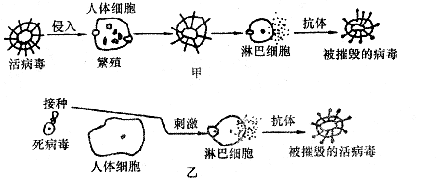 人体细胞
侵入
抗体
活病毒
繁殖
甲
淋巴细胞
被摧毁的病毒
接种
刺激
抗体
死病毒
人体细胞
乙
淋巴细胞
被摧毁的活病毒